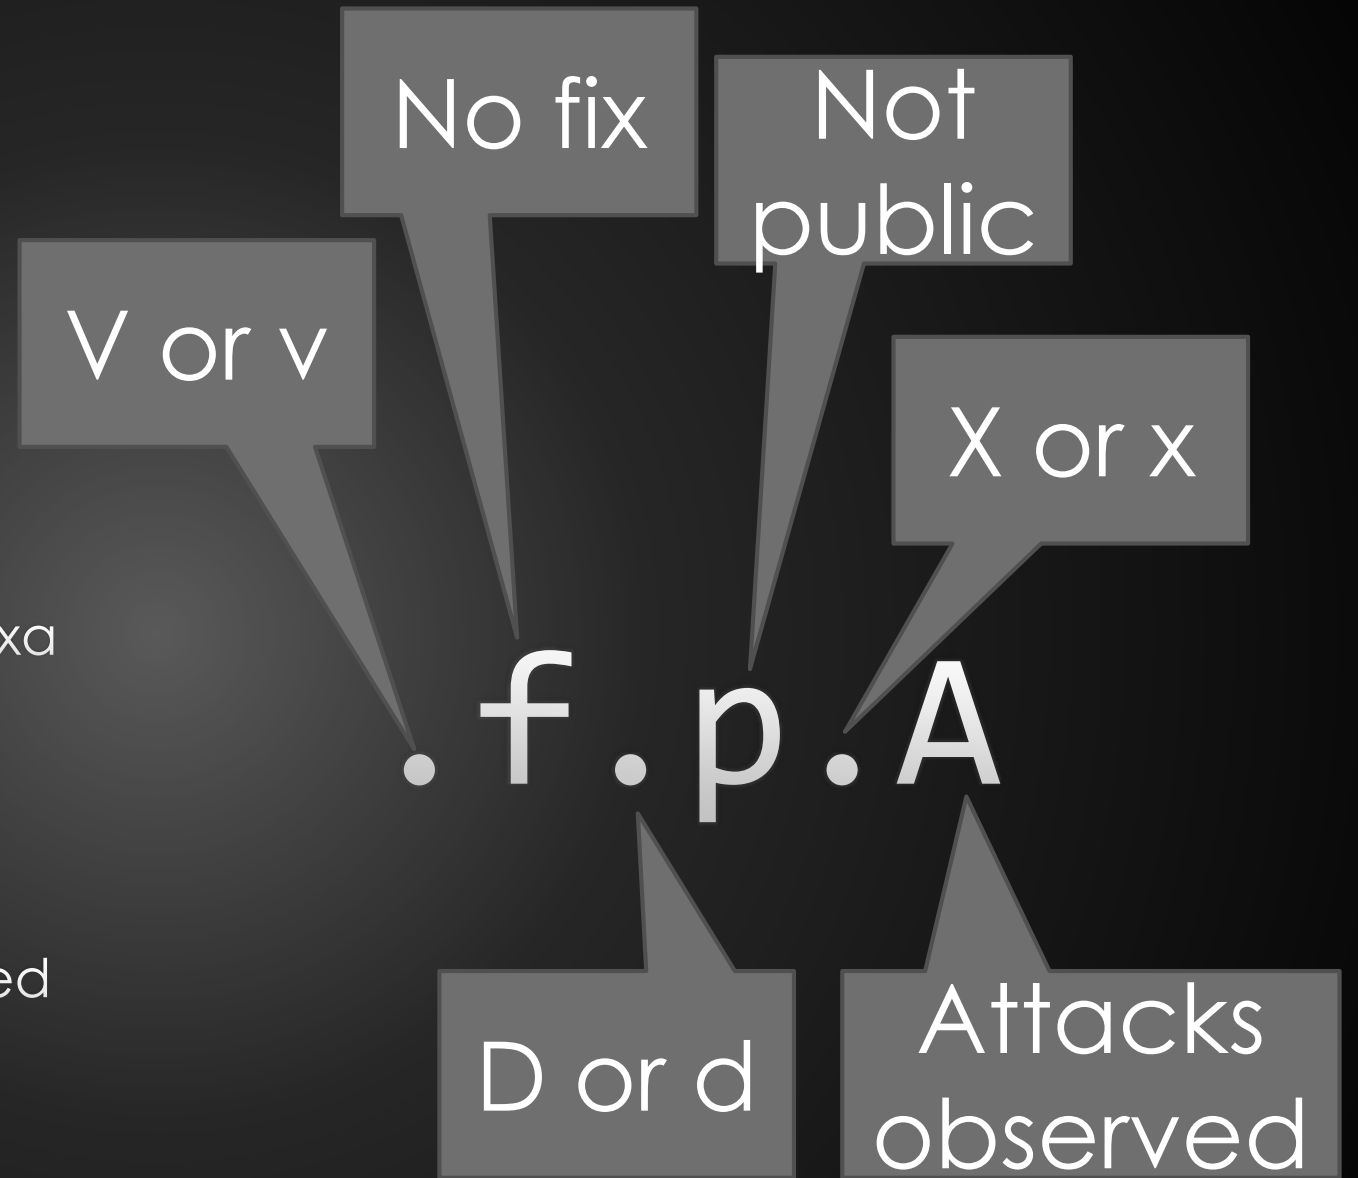 No fix
Not
public
V or v
X or x
xa
.f.p.A
ed
D or d
Attacks
observed